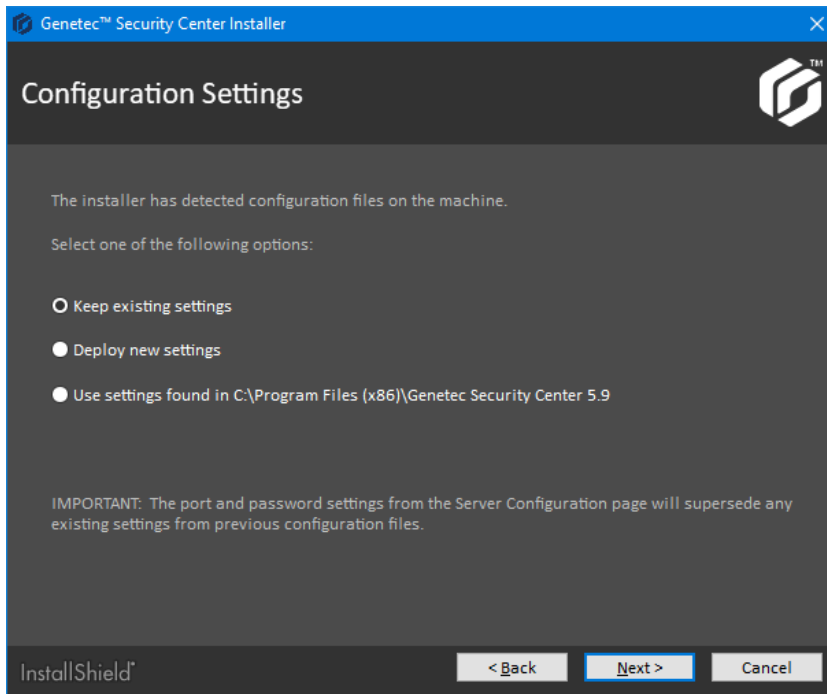 Genetec™ Security Center Installer
Configuration Settings
TM
The installer has detected configuration files on the machine.
Select one of the following options:
Keep existing settings
Deploy new settings
Use settings found in C:\Program Files (x86)\Genetec Security Center 5.9
IMPORTANT: The port and password settings from the Server Configuration page will supersede any
existing settings from previous configuration files.
InstallShield
< Back
Next >
Cancel